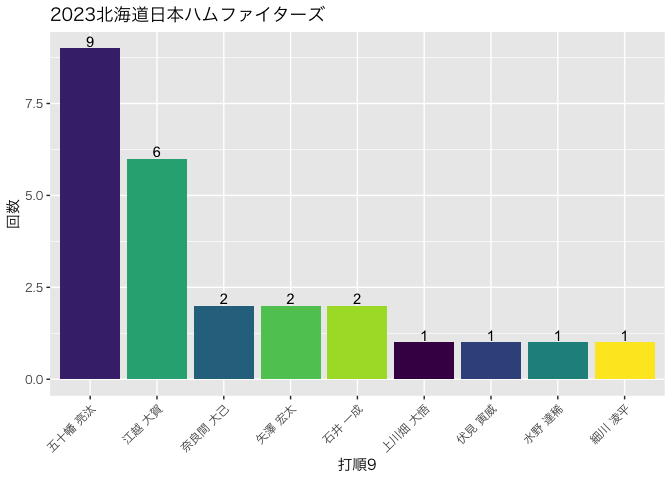 2023北海道日本ハムファイターズ
9
6
2
2
2
1
1
1
1
7.5
5.0
2.5
0.0
回数
五十幡 亮汰
江越 大賀
奈良間 大己
矢澤 宏太
石井 一成
上川畑 大悟
伏見 寅威
水野 達稀
細川 凌平
打順9